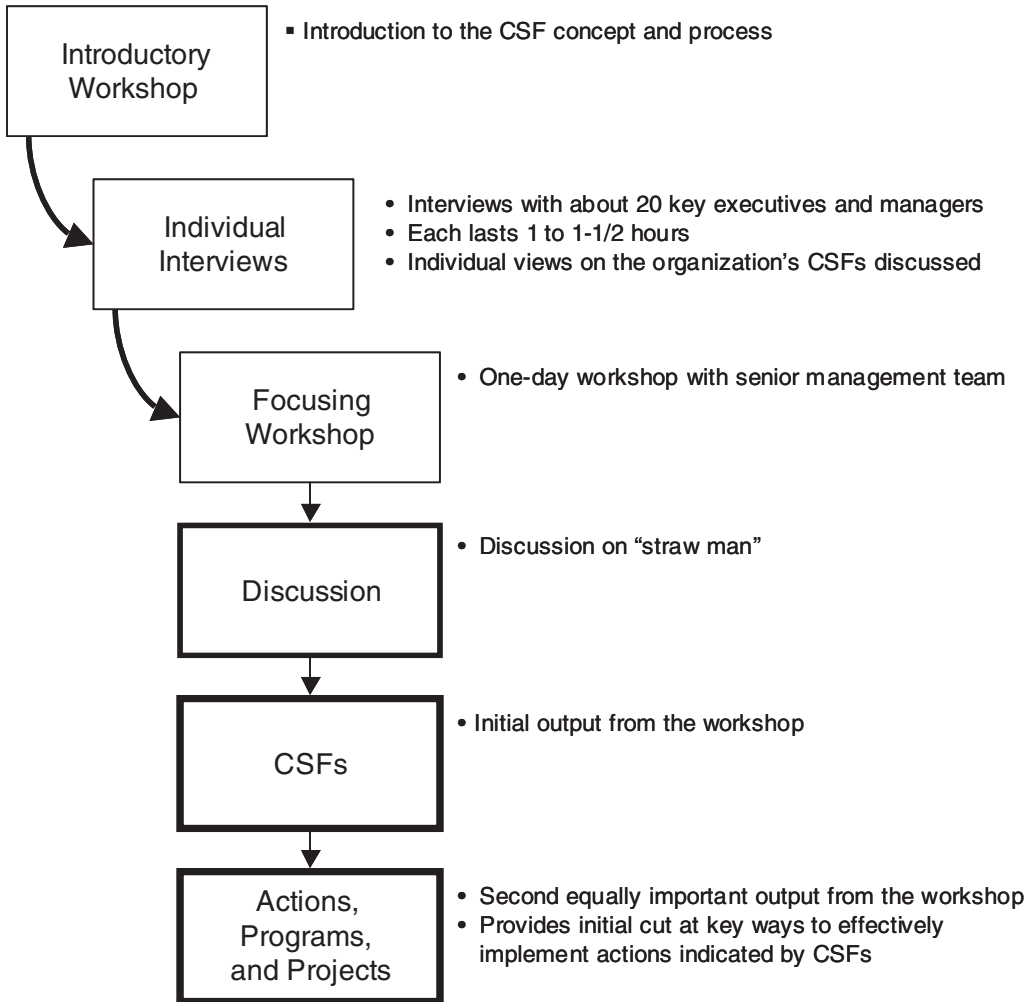 Introductory
Workshop
▪ Introduction to the CSF concept and process
Individual
Interviews
• Interviews with about 20 key executives and managers
• Each lasts 1 to 1-1/2 hours
• Individual views on the organization’s CSFs discussed
Focusing
Workshop
• One-day workshop with senior management team
Discussion
• Discussion on “straw man”
CSFs
• Initial output from the workshop
Actions,
Programs,
and Projects
• Second equally important output from the workshop
• Provides initial cut at key ways to effectively
implement actions indicated by CSFs